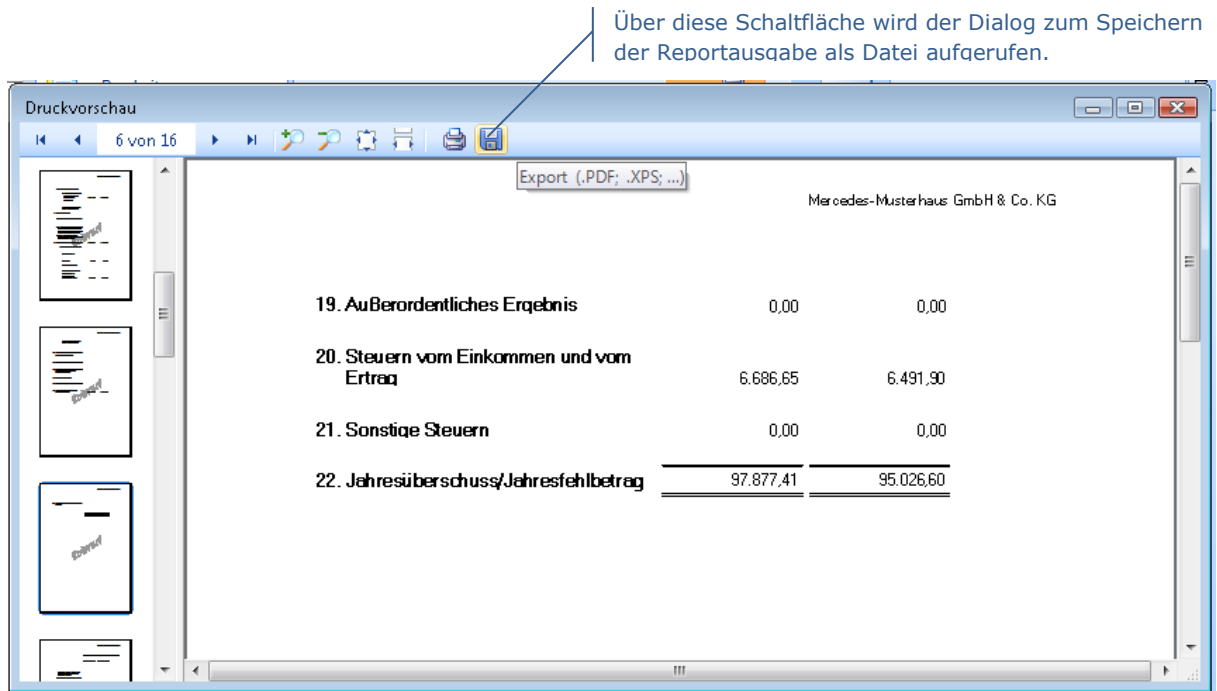 Über diese Schaltfläche wird der Dialog zum Speichern
der Reportausgabe als Datei aufgerufen.
Druckvorschau
6 von 16
Export (.PDF; .XPS; ...)
Mercedes-Musterhaus GmbH & Co. KG
19. Außerordentliches Ergebnis 0,00 0,00
20. Steuern vom Einkommen und vom
Ertrag 6.686,65 6.491,90
21. Sonstige Steuern 0,00 0,00
22. Jahresüberschuss/Jahresfehlbetrag 97.877,41 95.026,60